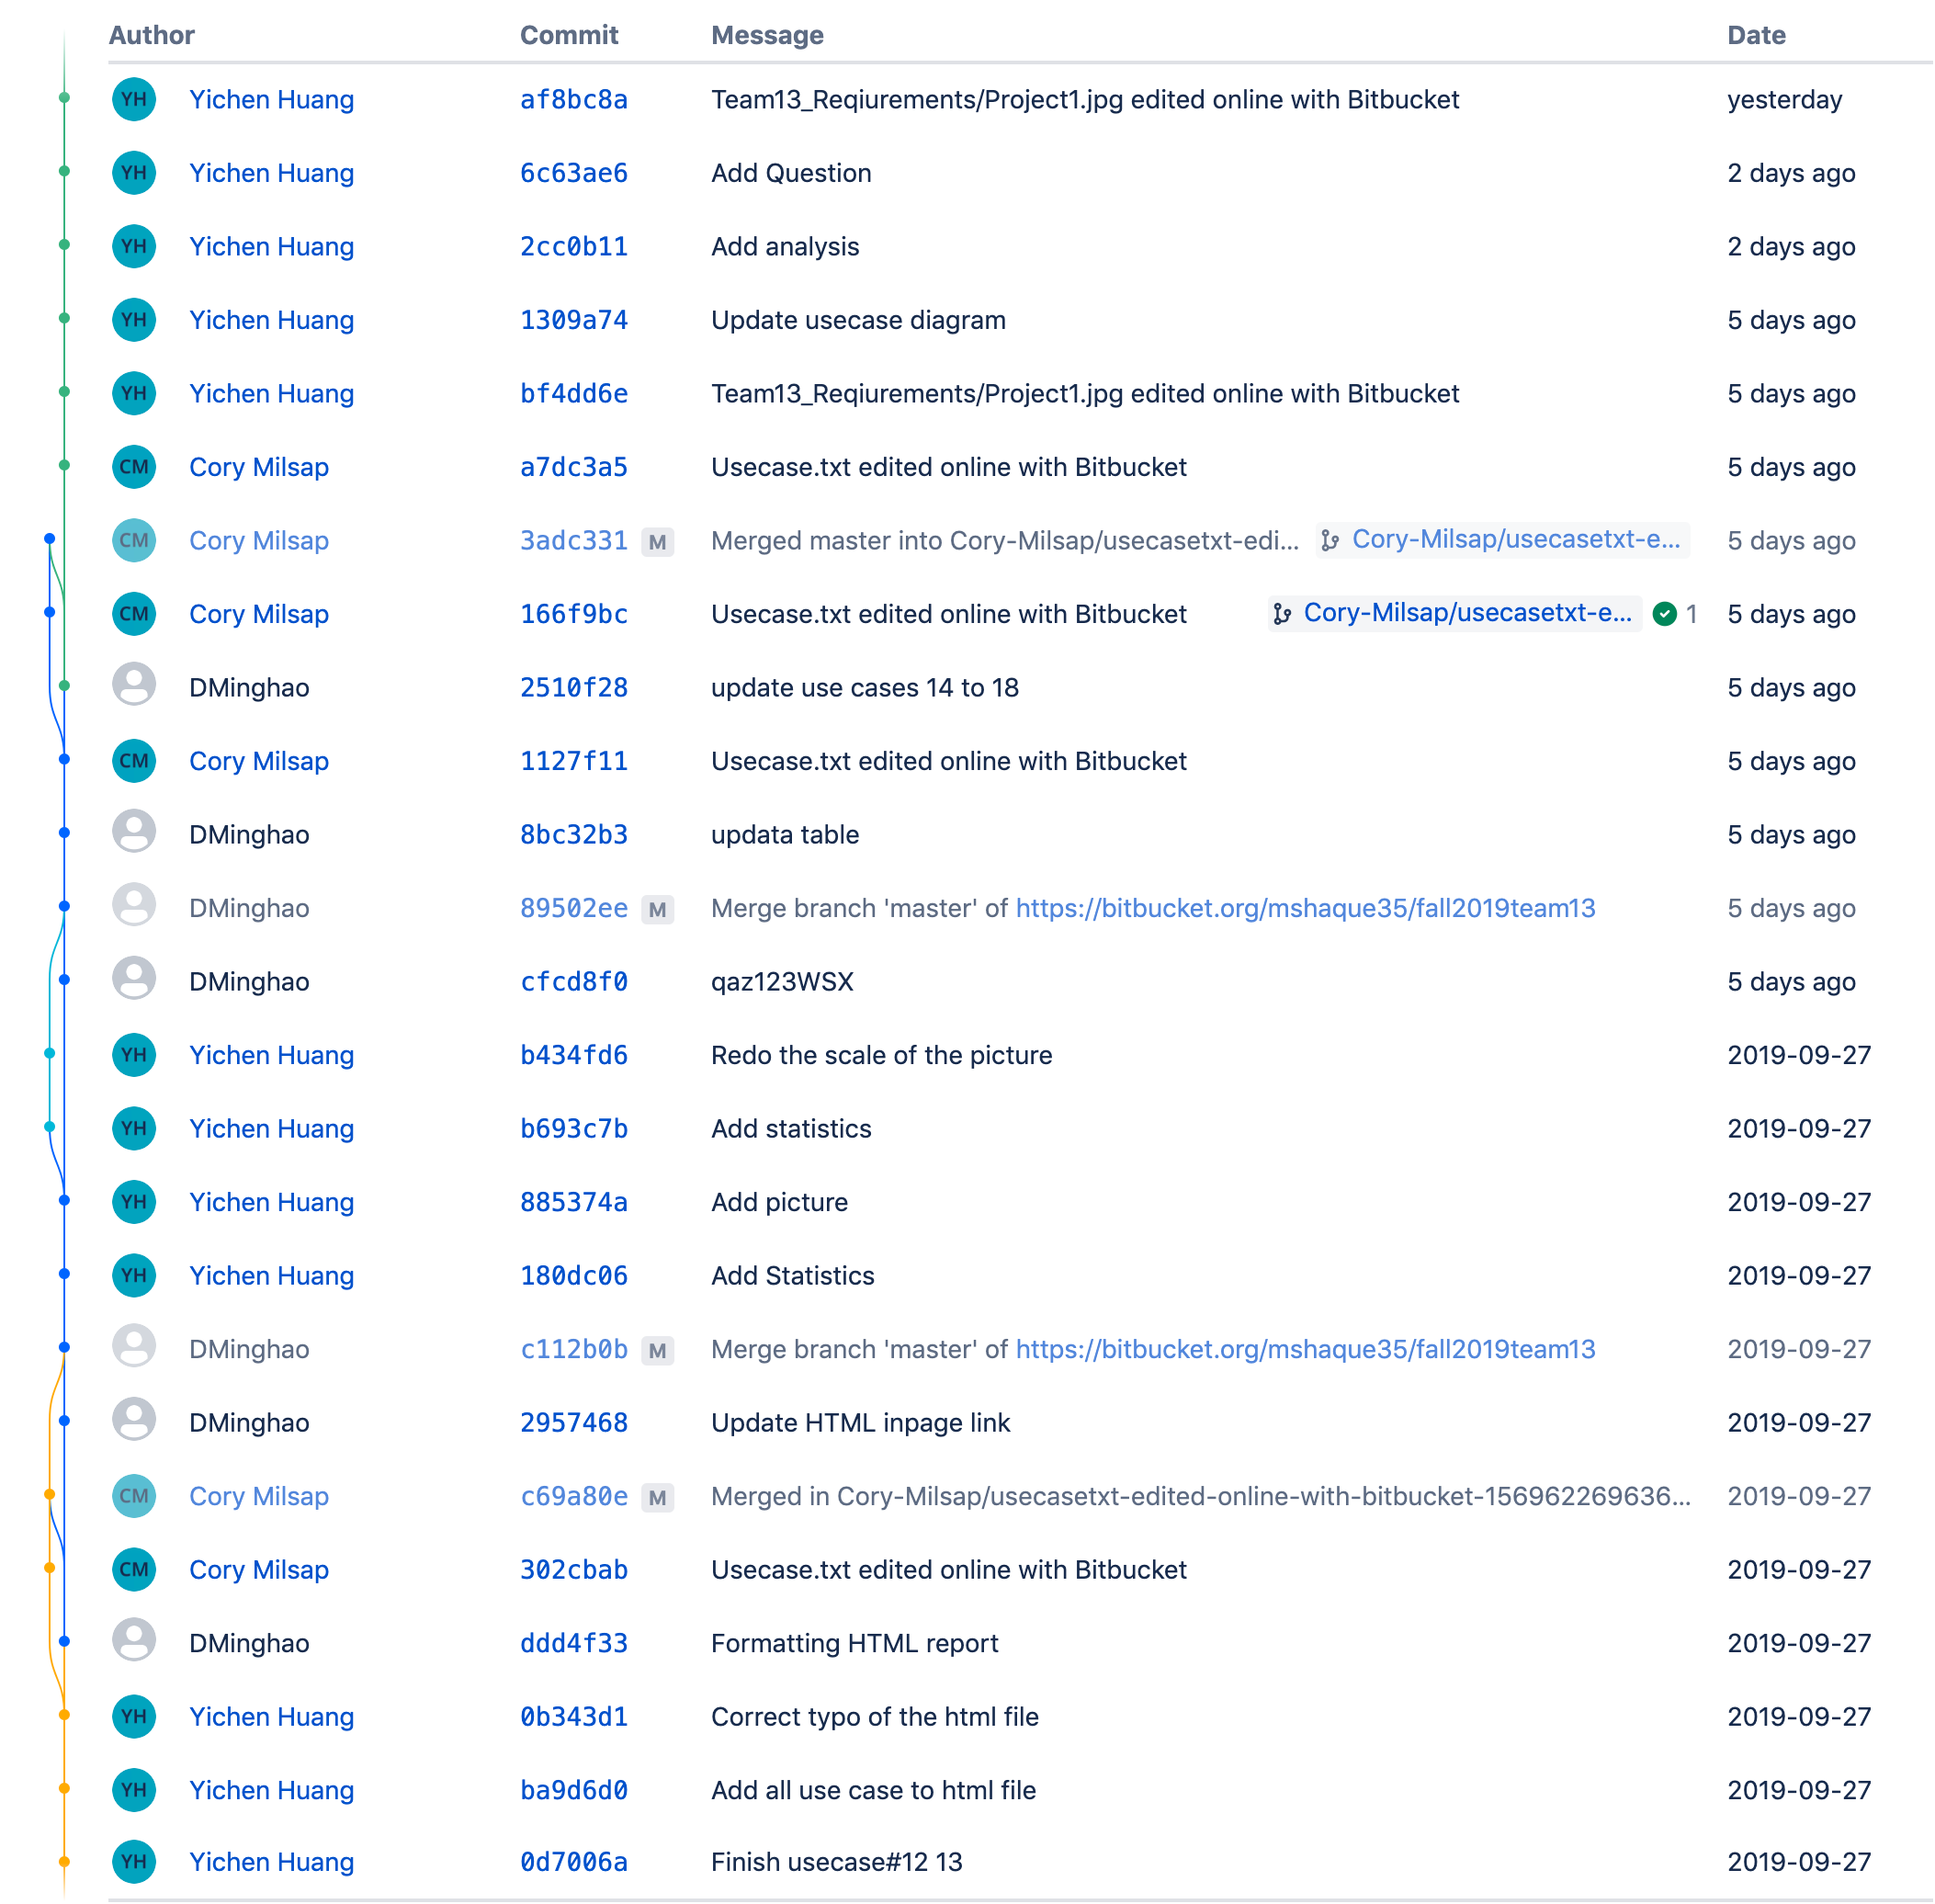 Author Commit Message Date
YH Yichen Huang af8bc8a Team13_Reqiurements/Project1.jpg edited online with Bitbucket yesterday
YH Yichen Huang 6c63ae6 Add Question 2 days ago
YH Yichen Huang 2cc0b11 Add analysis 2 days ago
YH Yichen Huang 1309a74 Update usecase diagram 5 days ago
YH Yichen Huang bf4dd6e Team13_Reqiurements/Project1.jpg edited online with Bitbucket 5 days ago
CM Cory Milsap a7dc3a5 Usecase.txt edited online with Bitbucket 5 days ago
CM Cory Milsap 3adc331 M Merged master into Cory-Milsap/usecasetxt-edi... Cory-Milsap/usecasetxt-e... 5 days ago
CM Cory Milsap 166f9bc Usecase.txt edited online with Bitbucket Cory-Milsap/usecasetxt-e... 1 5 days ago
DMinghao 2510f28 update use cases 14 to 18 5 days ago
CM Cory Milsap 1127f11 Usecase.txt edited online with Bitbucket 5 days ago
DMinghao 8bc32b3 updata table 5 days ago
DMinghao 89502ee M Merge branch 'master' of https://bitbucket.org/mshaque35/fall2019team13 5 days ago
DMinghao cfcd8f0 qaz123WSX 5 days ago
YH Yichen Huang b434fd6 Redo the scale of the picture 2019-09-27
YH Yichen Huang b693c7b Add statistics 2019-09-27
YH Yichen Huang 885374a Add picture 2019-09-27
YH Yichen Huang 180dc06 Add Statistics 2019-09-27
DMinghao c112b0b M Merge branch 'master' of https://bitbucket.org/mshaque35/fall2019team13 2019-09-27
DMinghao 2957468 Update HTML inpage link 2019-09-27
CM Cory Milsap c69a80e M Merged in Cory-Milsap/usecasetxt-edited-online-with-bitbucket-156962269636... 2019-09-27
CM Cory Milsap 302cbab Usecase.txt edited online with Bitbucket 2019-09-27
DMinghao ddd4f33 Formatting HTML report 2019-09-27
YH Yichen Huang 0b343d1 Correct typo of the html file 2019-09-27
YH Yichen Huang ba9d6d0 Add all use case to html file 2019-09-27
YH Yichen Huang 0d7006a Finish usecase#12 13 2019-09-27